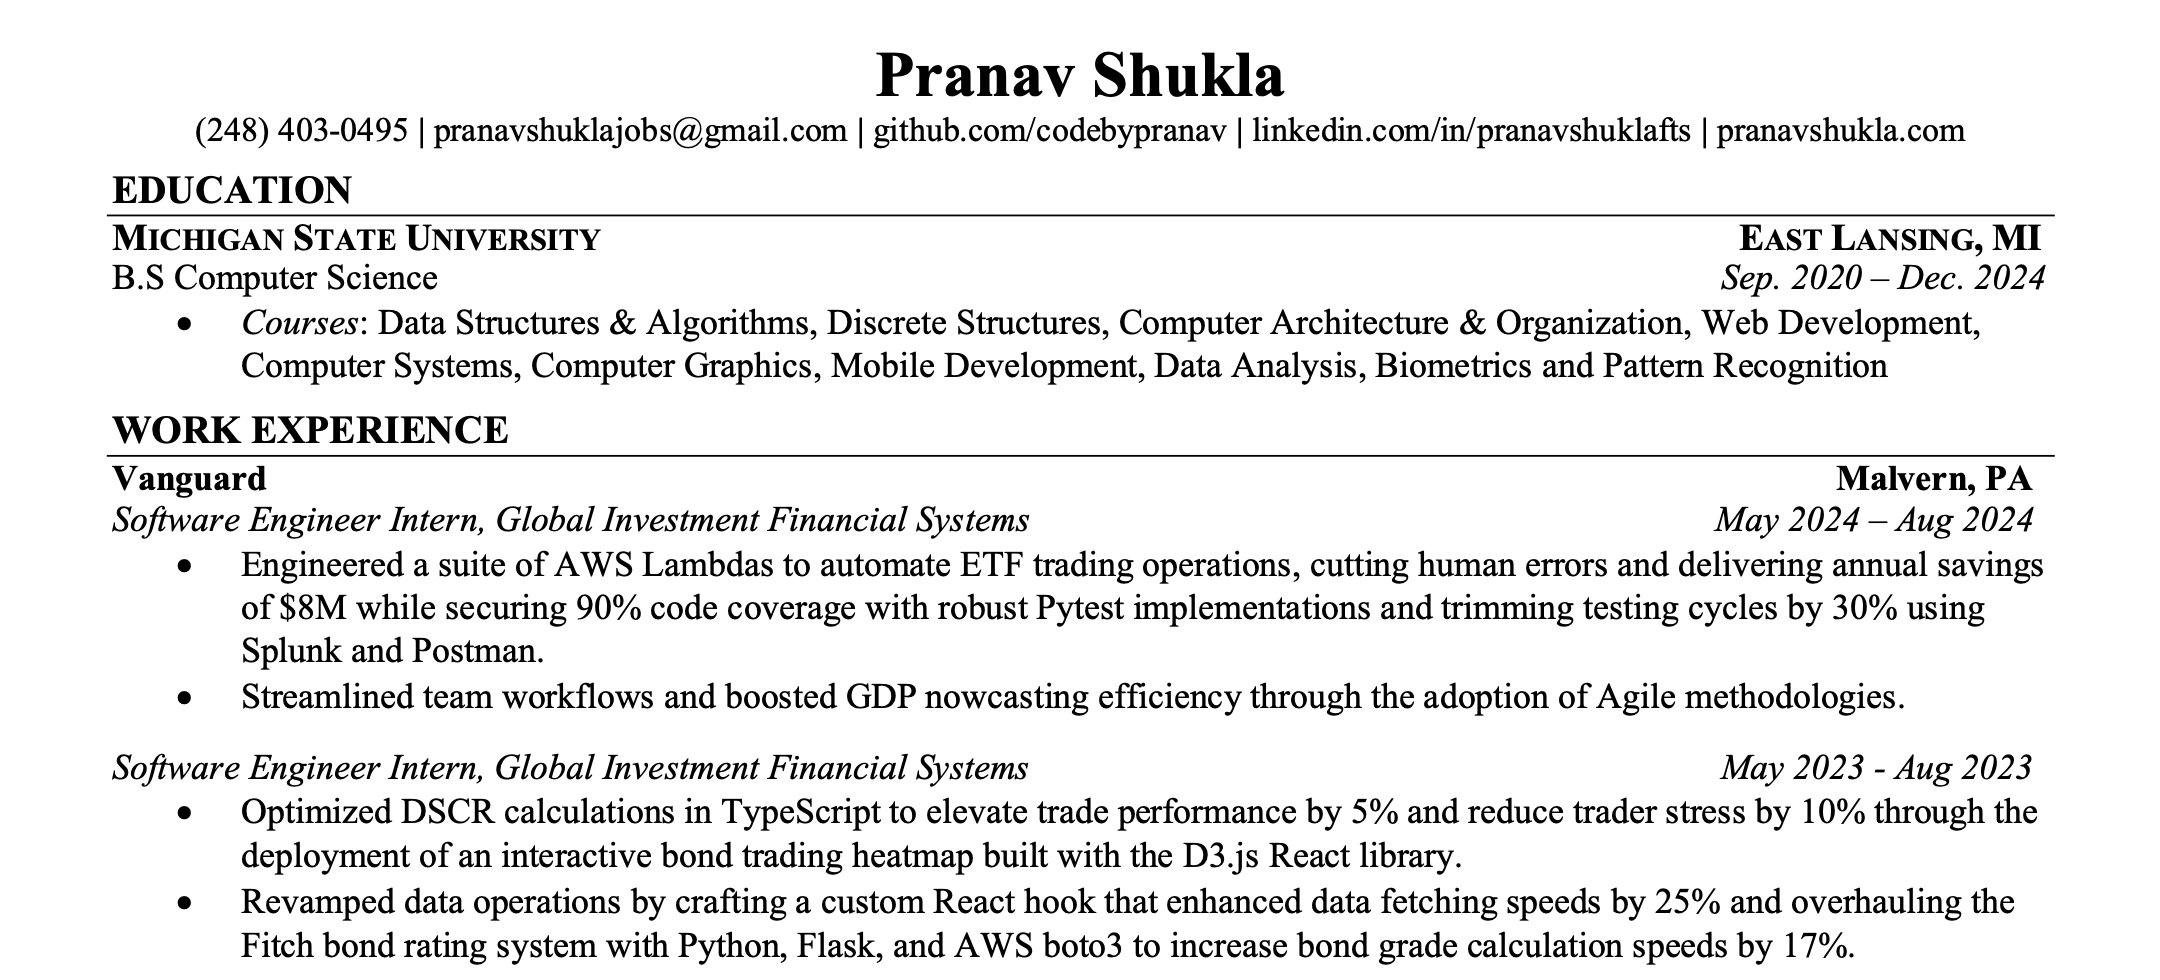 Pranav Shukla
(248) 403-0495 | pranavshuklajobs@gmail.com | github.com/codebypranav | linkedin.com/in/pranavshuklafts | pranavshukla.com
EDUCATION
MICHIGAN STATE UNIVERSITY EAST LANSING, MI
B.S Computer Science Sep. 2020 – Dec. 2024
• Courses: Data Structures & Algorithms, Discrete Structures, Computer Architecture & Organization, Web Development,
Computer Systems, Computer Graphics, Mobile Development, Data Analysis, Biometrics and Pattern Recognition
WORK EXPERIENCE
Vanguard Malvern, PA
Software Engineer Intern, Global Investment Financial Systems May 2024 – Aug 2024
• Engineered a suite of AWS Lambdas to automate ETF trading operations, cutting human errors and delivering annual savings
of $8M while securing 90% code coverage with robust Pytest implementations and trimming testing cycles by 30% using
Splunk and Postman.
• Streamlined team workflows and boosted GDP nowcasting efficiency through the adoption of Agile methodologies.
Software Engineer Intern, Global Investment Financial Systems May 2023 - Aug 2023
• Optimized DSCR calculations in TypeScript to elevate trade performance by 5% and reduce trader stress by 10% through the
deployment of an interactive bond trading heatmap built with the D3.js React library.
• Revamped data operations by crafting a custom React hook that enhanced data fetching speeds by 25% and overhauling the
Fitch bond rating system with Python, Flask, and AWS boto3 to increase bond grade calculation speeds by 17%.